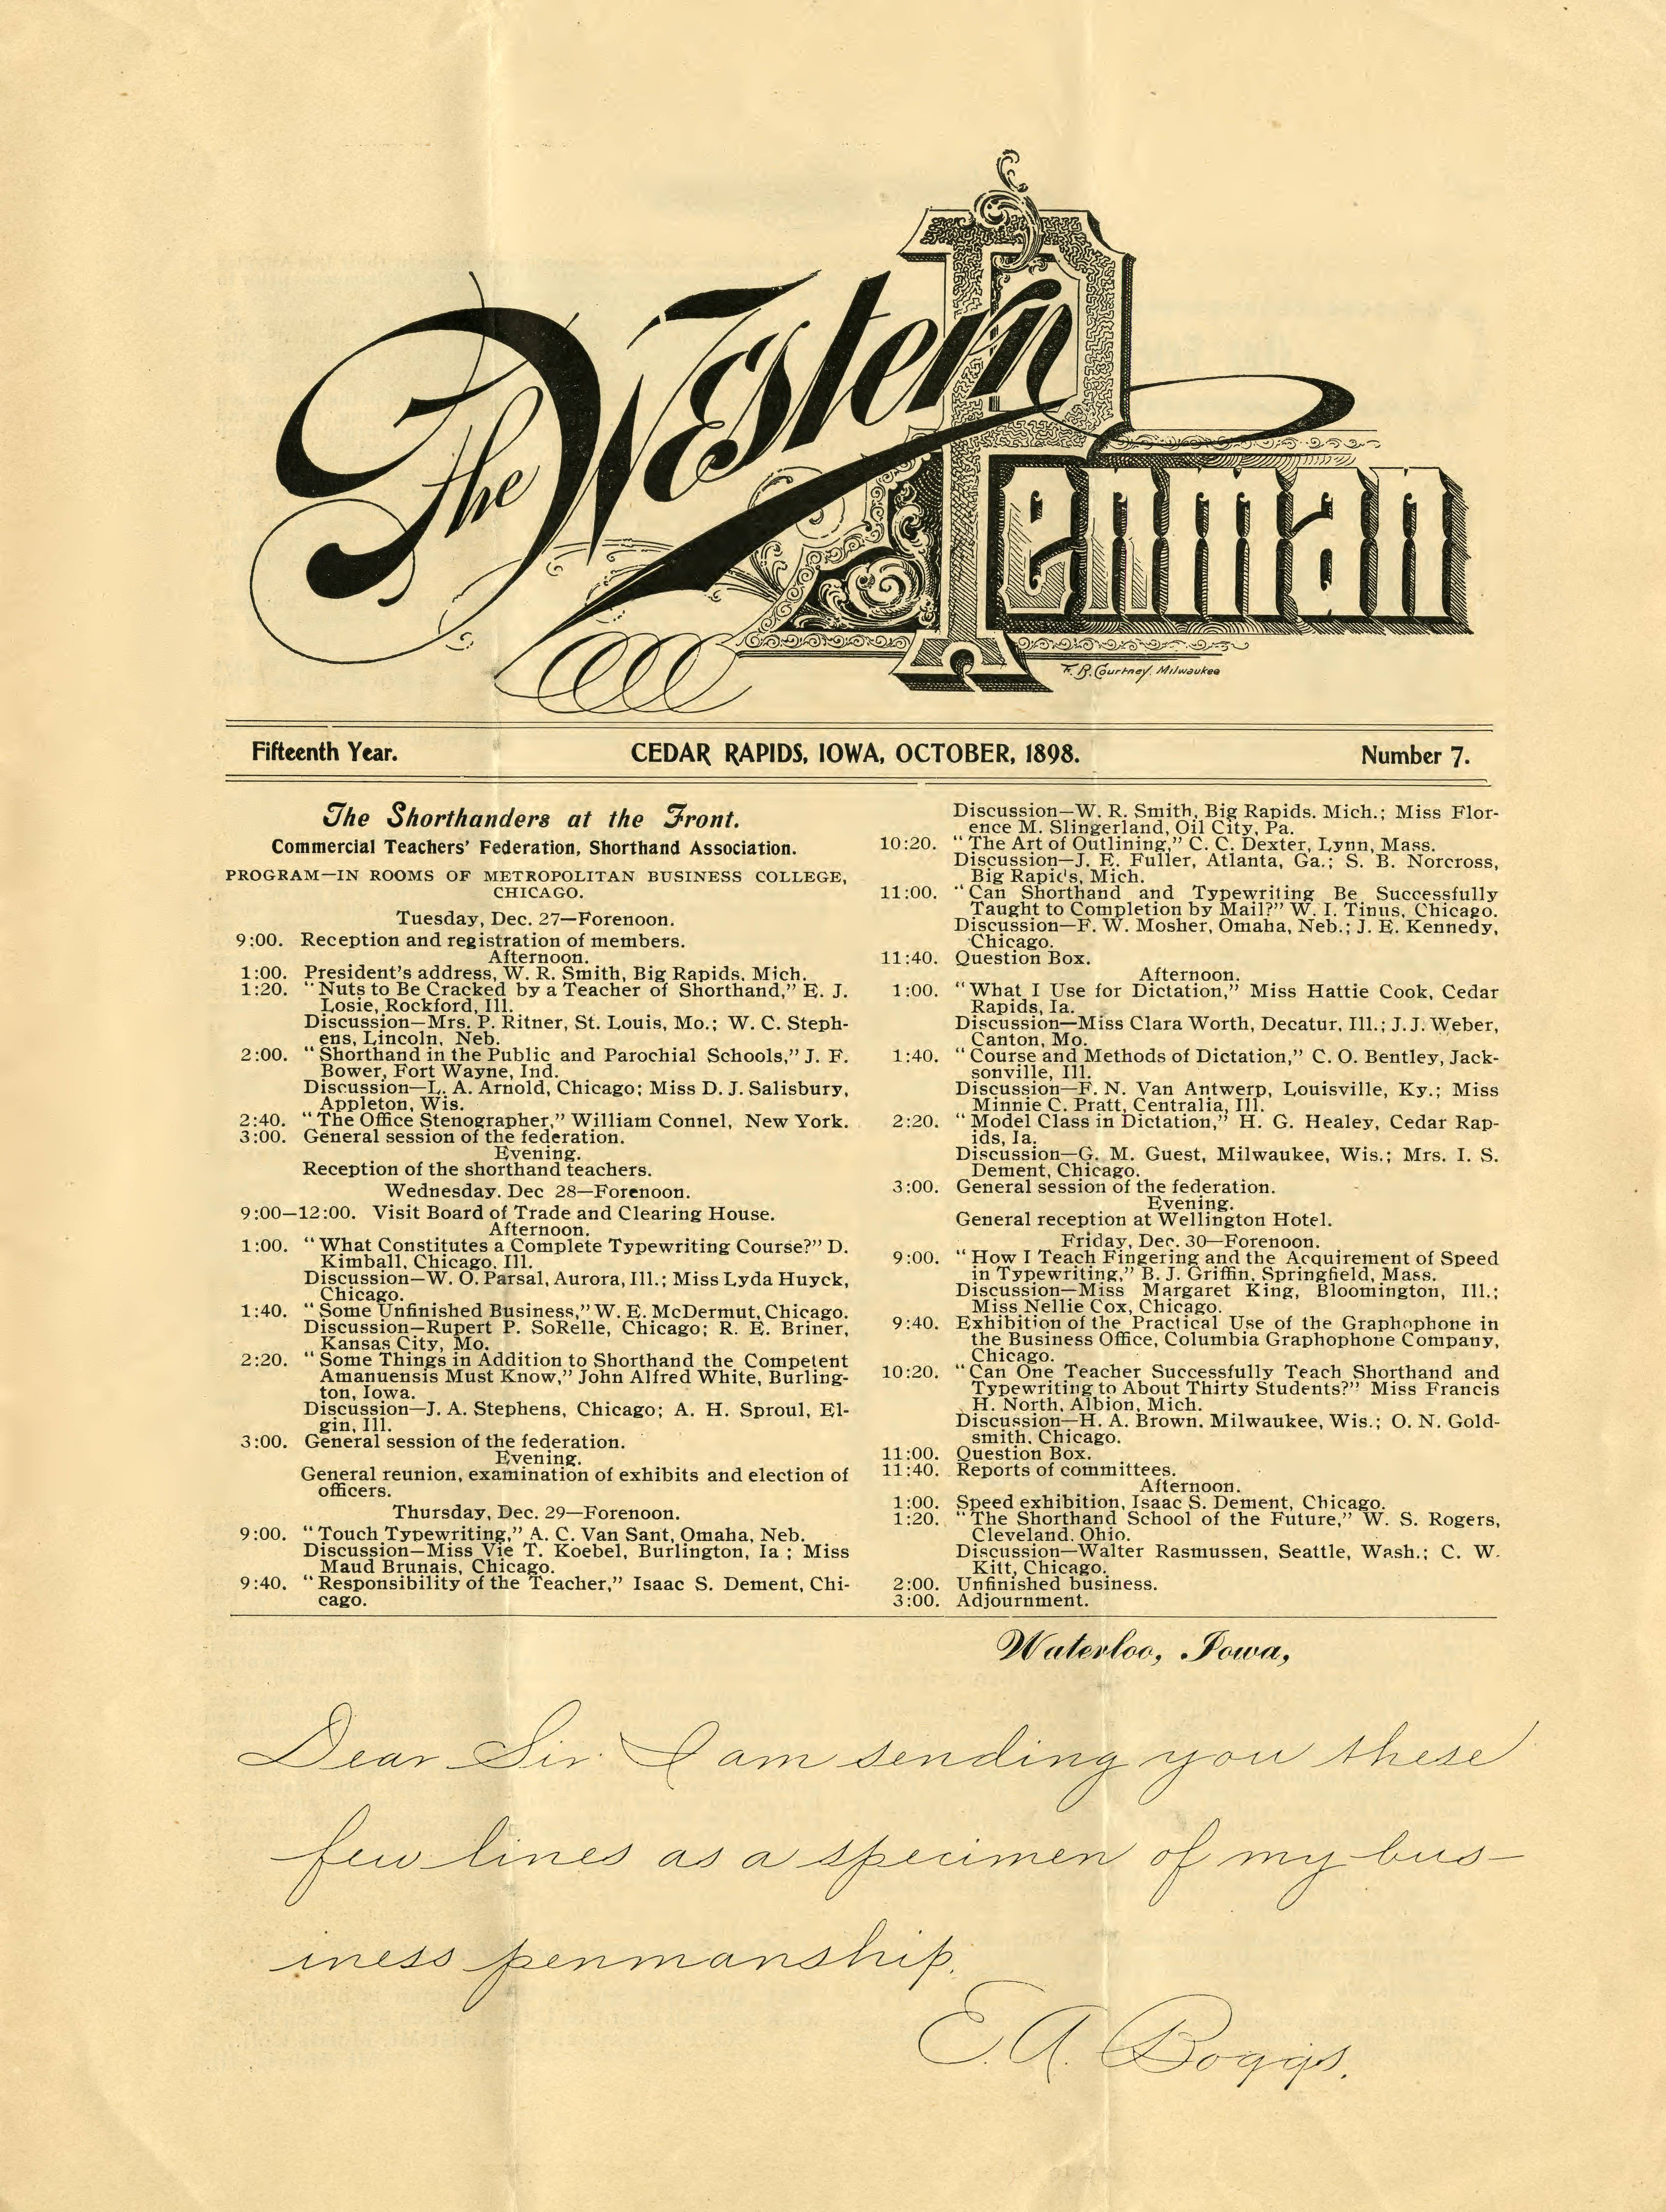 The Western Penman
F. B. Courtney. Milwaukee
Fifteenth Year. CEDAR RAPIDS, IOWA, OCTOBER, 1898. Number 7.
The Shorthanders at the Front.
Commercial Teachers' Federation, Shorthand Association.
PROGRAM—IN ROOMS OF METROPOLITAN BUSINESS COLLEGE,
CHICAGO.
Tuesday, Dec. 27—Forenoon.
9:00. Reception and registration of members.
Afternoon.
1:00. President's address, W. R. Smith, Big Rapids. Mich.
1:20. "Nuts to Be Cracked by a Teacher of Shorthand," E. J.
Losie, Rockford, Ill.
Discussion—Mrs. P. Ritner, St. Louis, Mo.; W. C. Steph-
ens, Lincoln, Neb.
2:00. "Shorthand in the Public and Parochial Schools," J. F.
Bower, Fort Wayne, Ind.
Discussion—L. A. Arnold, Chicago; Miss D. J. Salisbury,
Appleton, Wis.
2:40. "The Office Stenographer," William Connel, New York.
3:00. General session of the federation.
Evening.
Reception of the shorthand teachers.
Wednesday. Dec 28—Forenoon.
9:00—12:00. Visit Board of Trade and Clearing House.
Afternoon.
1:00. "What Constitutes a Complete Typewriting Course?" D.
Kimball, Chicago, Ill.
Discussion—W. O. Parsal, Aurora, Ill.; Miss Lyda Huyck,
Chicago.
1:40. "Some Unfinished Business," W. E. McDermut, Chicago.
Discussion—Rupert P. SoRelle, Chicago; R. E. Briner,
Kansas City, Mo.
2:20. "Some Things in Addition to Shorthand the Competent
Amanuensis Must Know," John Alfred White, Burling-
ton, Iowa.
Discussion—J. A. Stephens, Chicago; A. H. Sproul, El-
gin, Ill.
3:00. General session of the federation.
Evening.
General reunion, examination of exhibits and election of
officers.
Thursday, Dec. 29—Forenoon.
9:00. "Touch Typewriting," A. C. Van Sant, Omaha, Neb.
Discussion—Miss Vie T. Koebel, Burlington, Ia ; Miss
Maud Brunais, Chicago.
9:40. "Responsibility of the Teacher," Isaac S. Dement, Chi-
cago.
Discussion—W. R. Smith, Big Rapids. Mich.; Miss Flor-
ence M. Slingerland, Oil City, Pa.
10:20. "The Art of Outlining," C. C. Dexter, Lynn, Mass.
Discussion—J. E. Fuller, Atlanta, Ga.; S. B. Norcross,
Big Rapids, Mich.
11:00. "Can Shorthand and Typewriting Be Successfully
Taught to Completion by Mail?" W. I. Tinus, Chicago.
Discussion—F. W. Mosher, Omaha, Neb.; J. E. Kennedy,
Chicago.
11:40. Question Box.
Afternoon.
1:00. "What I Use for Dictation," Miss Hattie Cook, Cedar
Rapids, Ia.
Discussion—Miss Clara Worth, Decatur, Ill.; J. J. Weber,
Canton, Mo.
1:40. "Course and Methods of Dictation," C. O. Bentley, Jack-
sonville, Ill.
Discussion—F. N. Van Antwerp, Louisville, Ky.; Miss
Minnie C. Pratt, Centralia, Ill.
2:20. "Model Class in Dictation," H. G. Healey, Cedar Rap-
ids, Ia.
Discussion—G. M. Guest, Milwaukee, Wis.; Mrs. I. S.
Dement, Chicago.
3:00. General session of the federation.
Evening.
General reception at Wellington Hotel.
Friday, Dec. 30—Forenoon.
9:00. "How I Teach Fingering and the Acquirement of Speed
in Typewriting," B. J. Griffin, Springfield, Mass.
Discussion—Miss Margaret King, Bloomington, Ill.;
Miss Nellie Cox, Chicago.
9:40. Exhibition of the Practical Use of the Graphophone in
the Business Office, Columbia Graphophone Company,
Chicago.
10:20. "Can One Teacher Successfully Teach Shorthand and
Typewriting to About Thirty Students?" Miss Francis
H. North, Albion, Mich.
Discussion—H. A. Brown. Milwaukee, Wis.; O. N. Gold-
smith, Chicago.
11:00. Question Box.
11:40. Reports of committees.
Afternoon.
1:00. Speed exhibition, Isaac S. Dement, Chicago.
1:20. "The Shorthand School of the Future," W. S. Rogers,
Cleveland, Ohio.
Discussion—Walter Rasmussen, Seattle, Wash.; C. W.
Kitt, Chicago.
2:00. Unfinished business.
3:00. Adjournment.
Waterloo, Iowa,
Dear Sir: I am sending you these
few lines as a specimen of my bus-
iness penmanship.
E. A. Boggs.